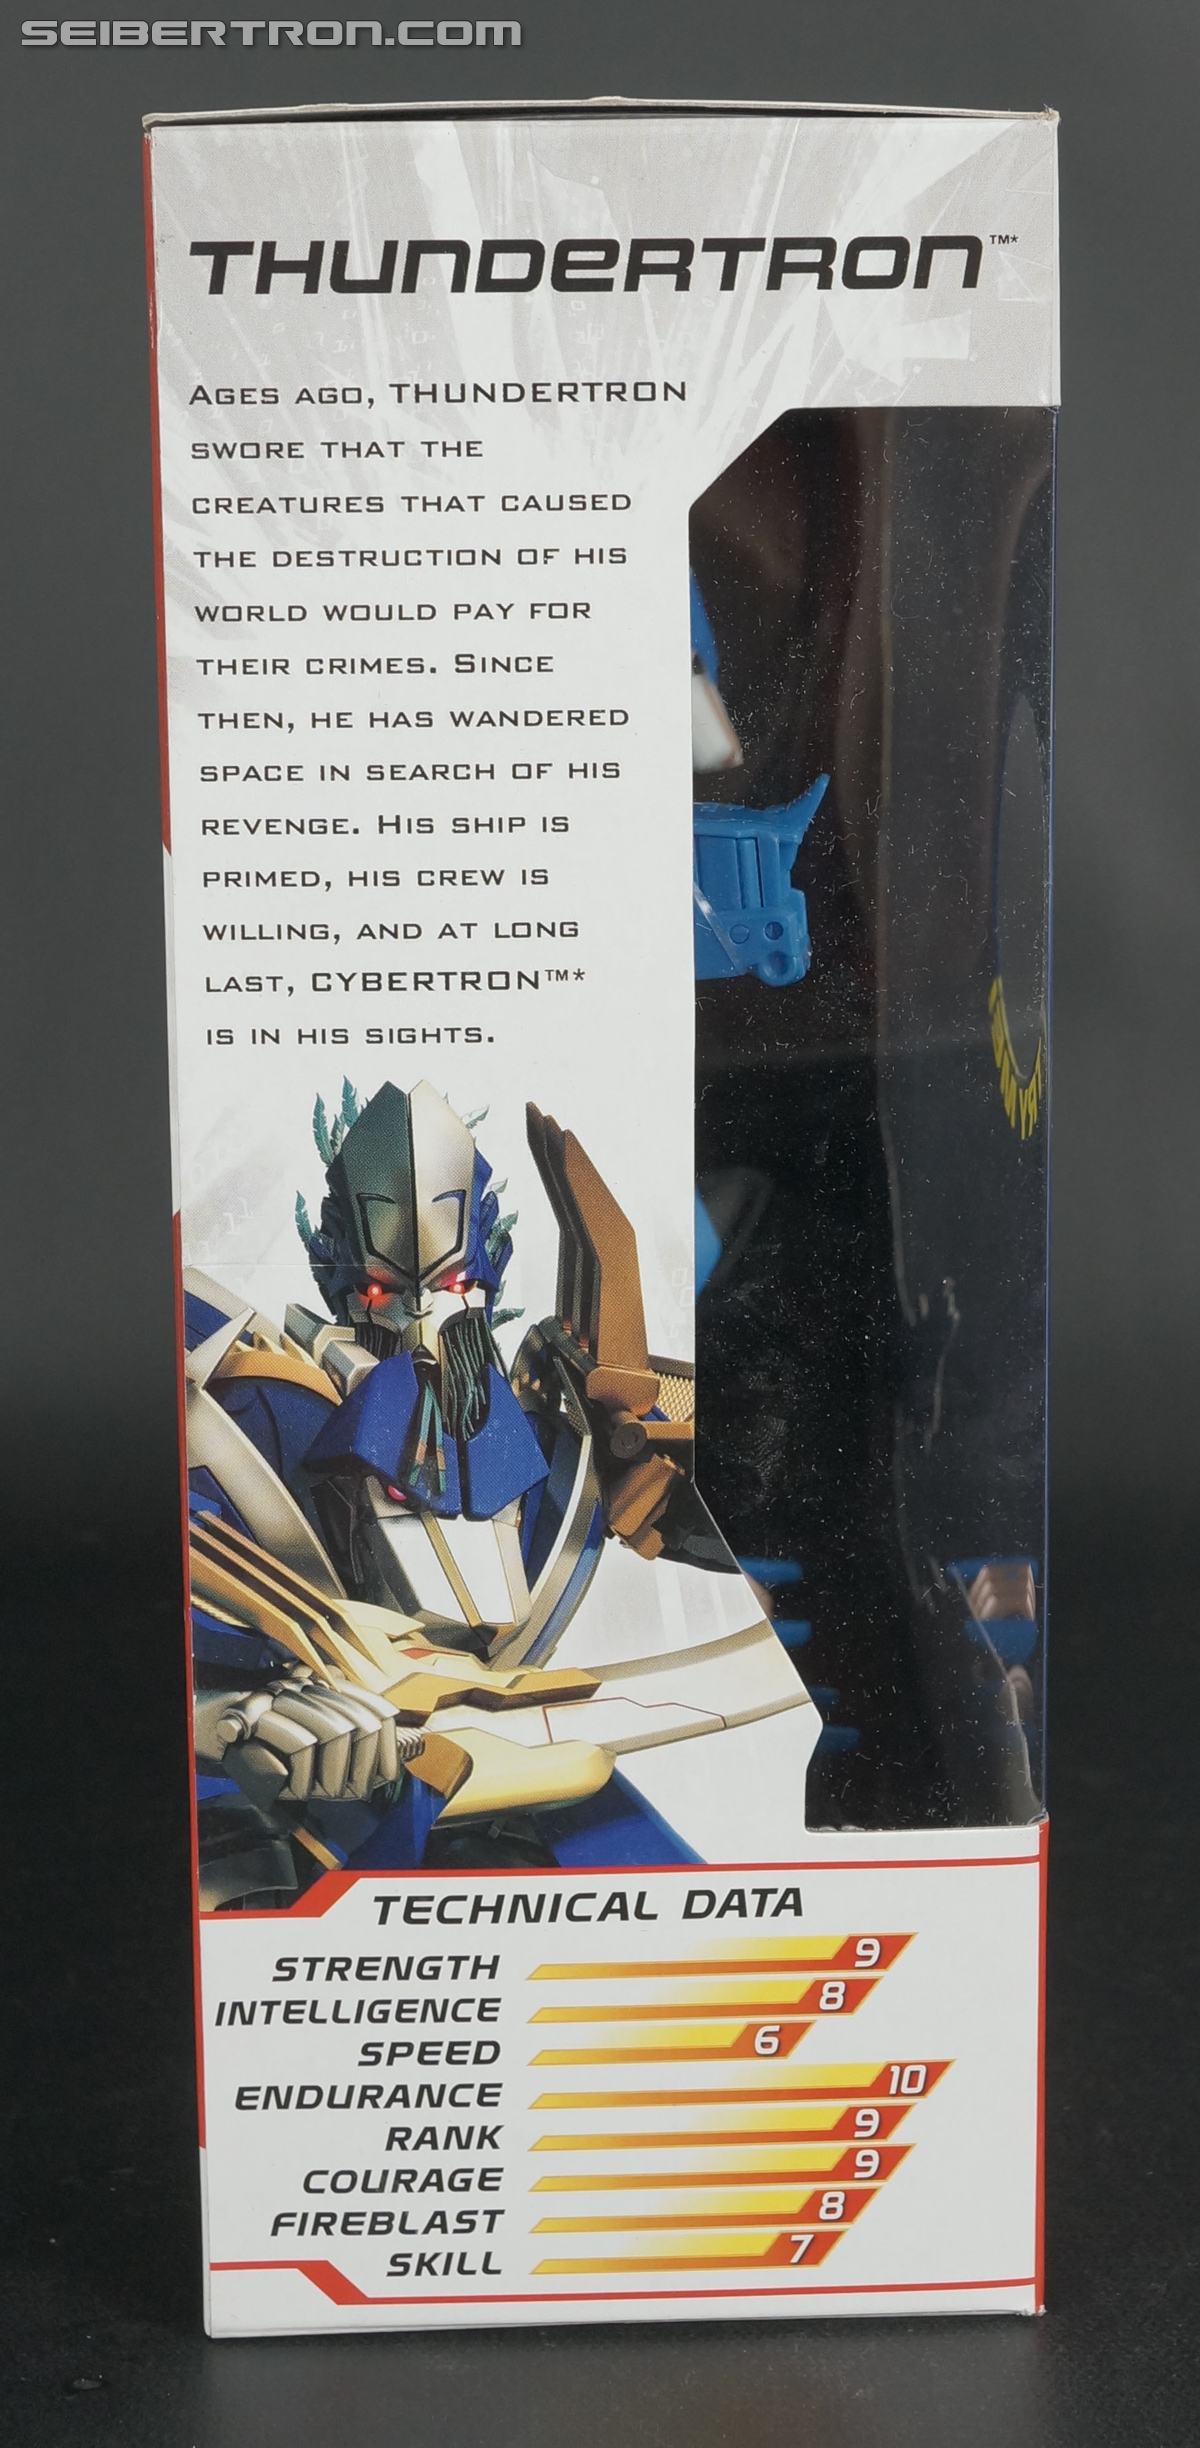 SEIBERTRON.COM
THUNDERTRON™*
AGES AGO, THUNDERTRON
SWORE THAT THE
CREATURES THAT CAUSED
THE DESTRUCTION OF HIS
WORLD WOULD PAY FOR
THEIR CRIMES. SINCE
THEN, HE HAS WANDERED
SPACE IN SEARCH OF HIS
REVENGE. HIS SHIP IS
PRIMED, HIS CREW IS
WILLING, AND AT LONG
LAST, CYBERTRON™*
IS IN HIS SIGHTS.
TECHNICAL DATA
STRENGTH 9
INTELLIGENCE 8
SPEED 6
ENDURANCE 10
RANK 9
COURAGE 9
FIREBLAST 8
SKILL 7